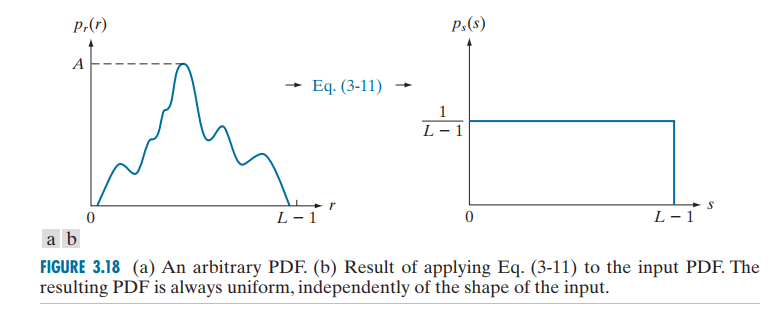 pᵣ(r)
A
0
L – 1
r
→ Eq. (3-11) →
pₛ(s)
1
L – 1
0
L – 1
s
a b
FIGURE 3.18 (a) An arbitrary PDF. (b) Result of applying Eq. (3-11) to the input PDF. The
resulting PDF is always uniform, independently of the shape of the input.